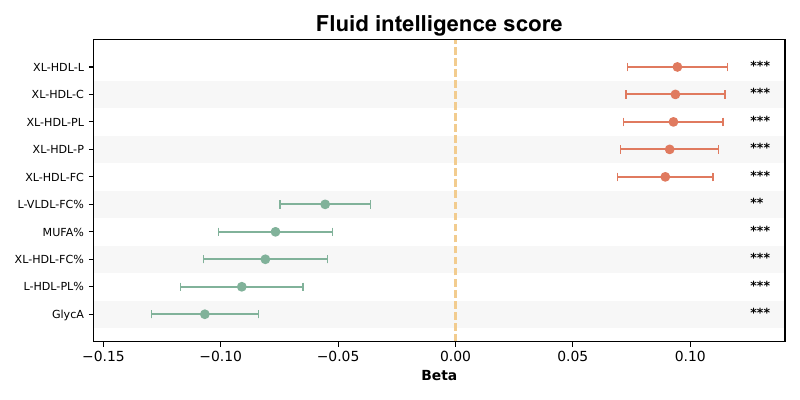 Fluid intelligence score
XL-HDL-L ***
XL-HDL-C ***
XL-HDL-PL ***
XL-HDL-P ***
XL-HDL-FC ***
L-VLDL-FC% **
MUFA% ***
XL-HDL-FC% ***
L-HDL-PL% ***
GlycA ***
−0.15 −0.10 −0.05 0.00 0.05 0.10
Beta